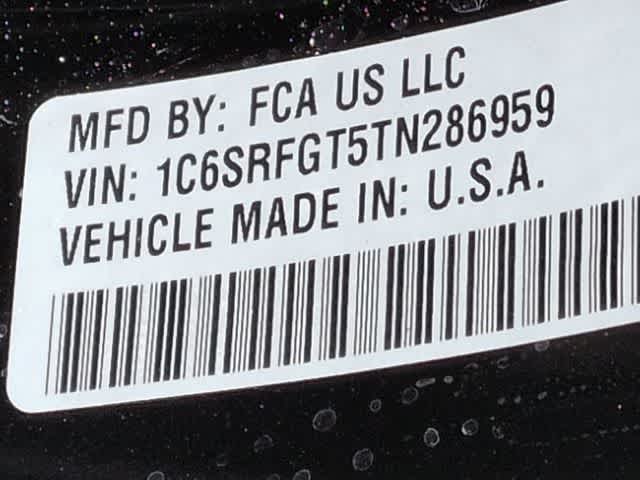 MFD BY: FCA US LLC
VIN: 1C6SRFGT5TN286959
VEHICLE MADE IN: U.S.A.